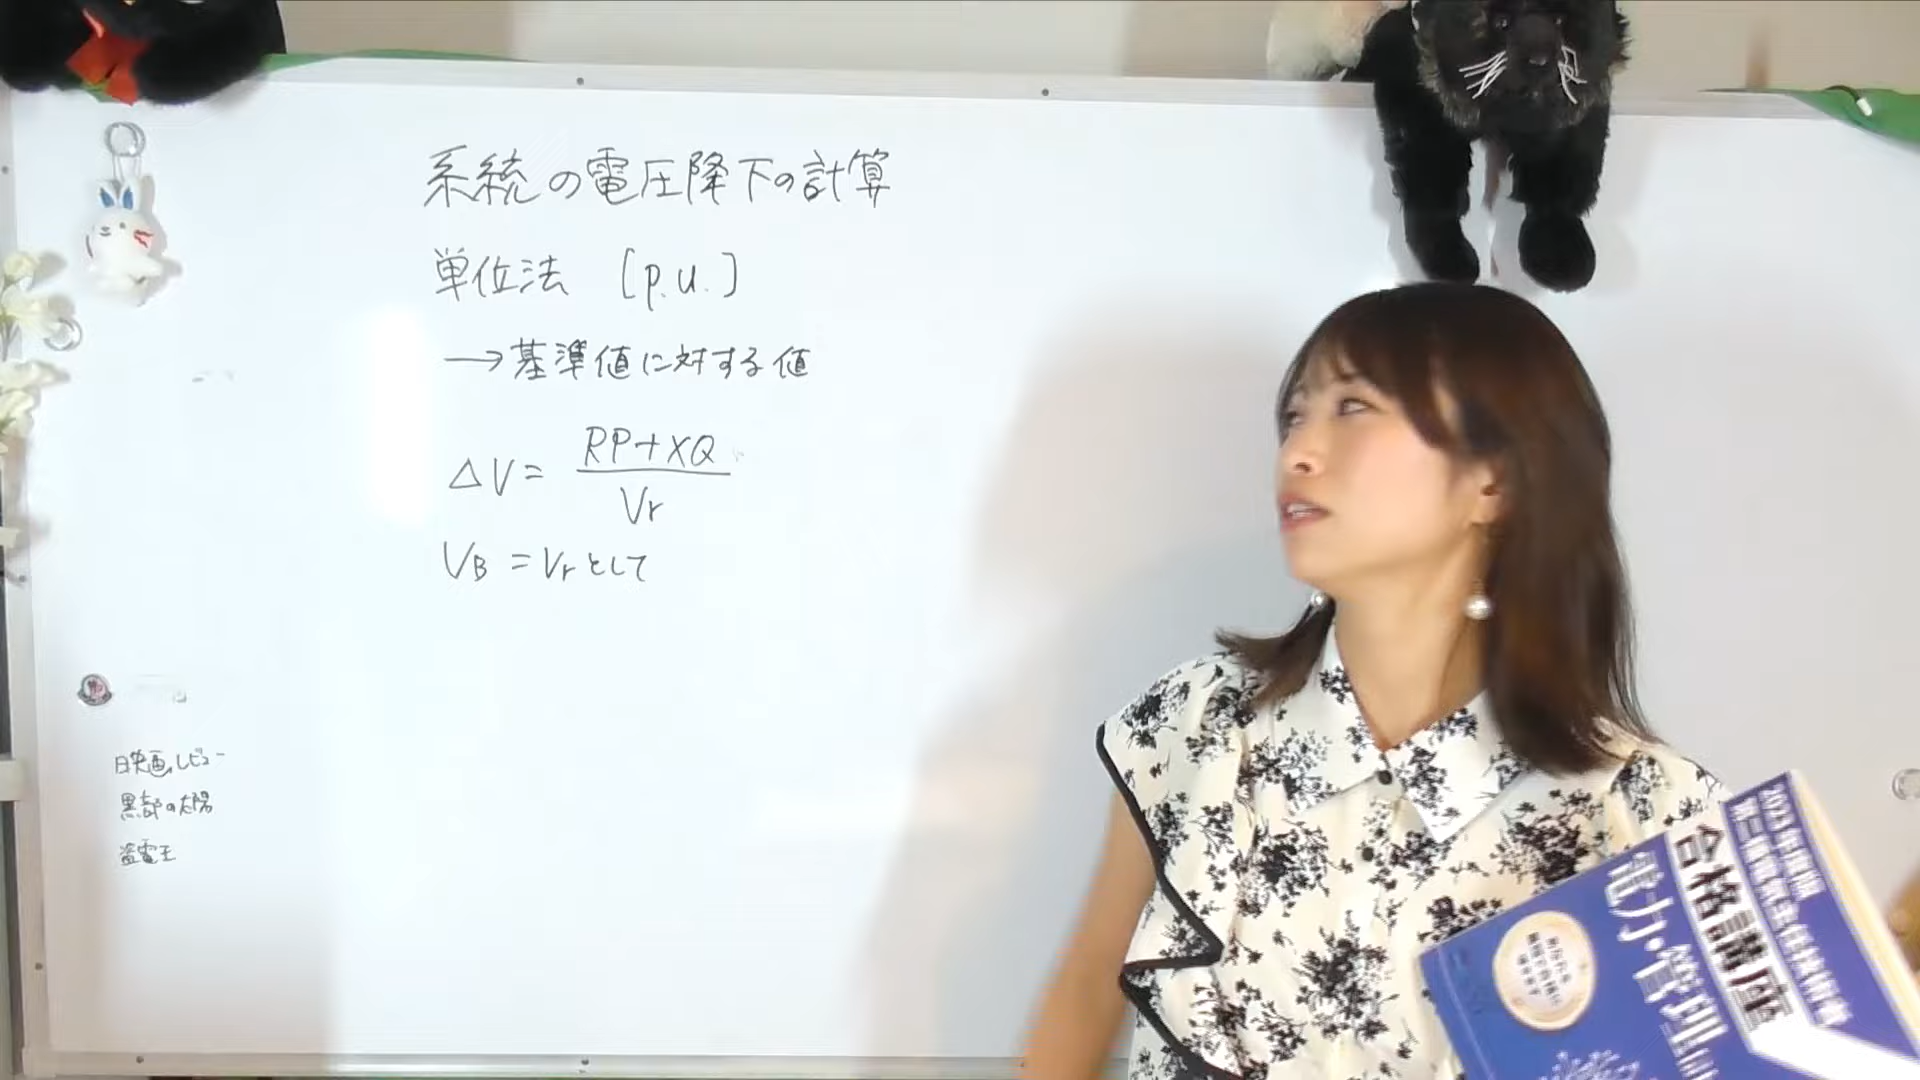 系統の電圧降下の計算
単位法 [p.u.]
→基準値に対する値
ΔV = RP+XQ / Vr
VB = Vrとして
映画レビュー
黒部の太陽
盗電王
合格講座
電力・管理